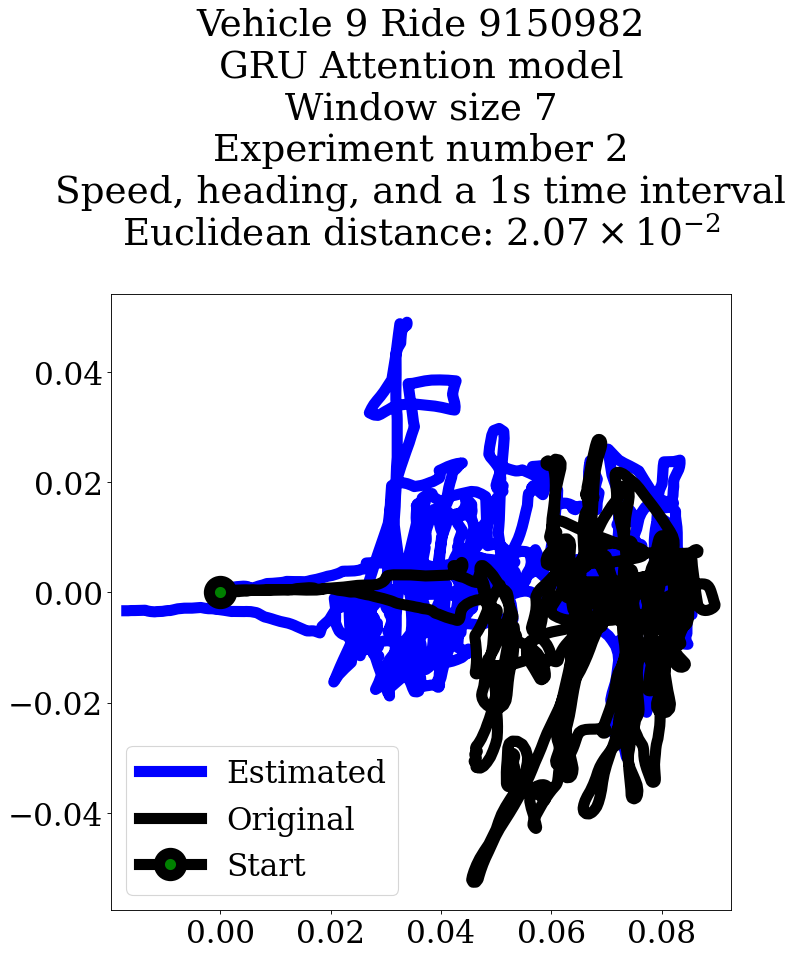 Vehicle 9 Ride 9150982
GRU Attention model
Window size 7
Experiment number 2
Speed, heading, and a 1s time interval
Euclidean distance: 2.07 × 10⁻²
0.04
0.02
0.00
−0.02
−0.04
Estimated
Original
Start
0.00 0.02 0.04 0.06 0.08